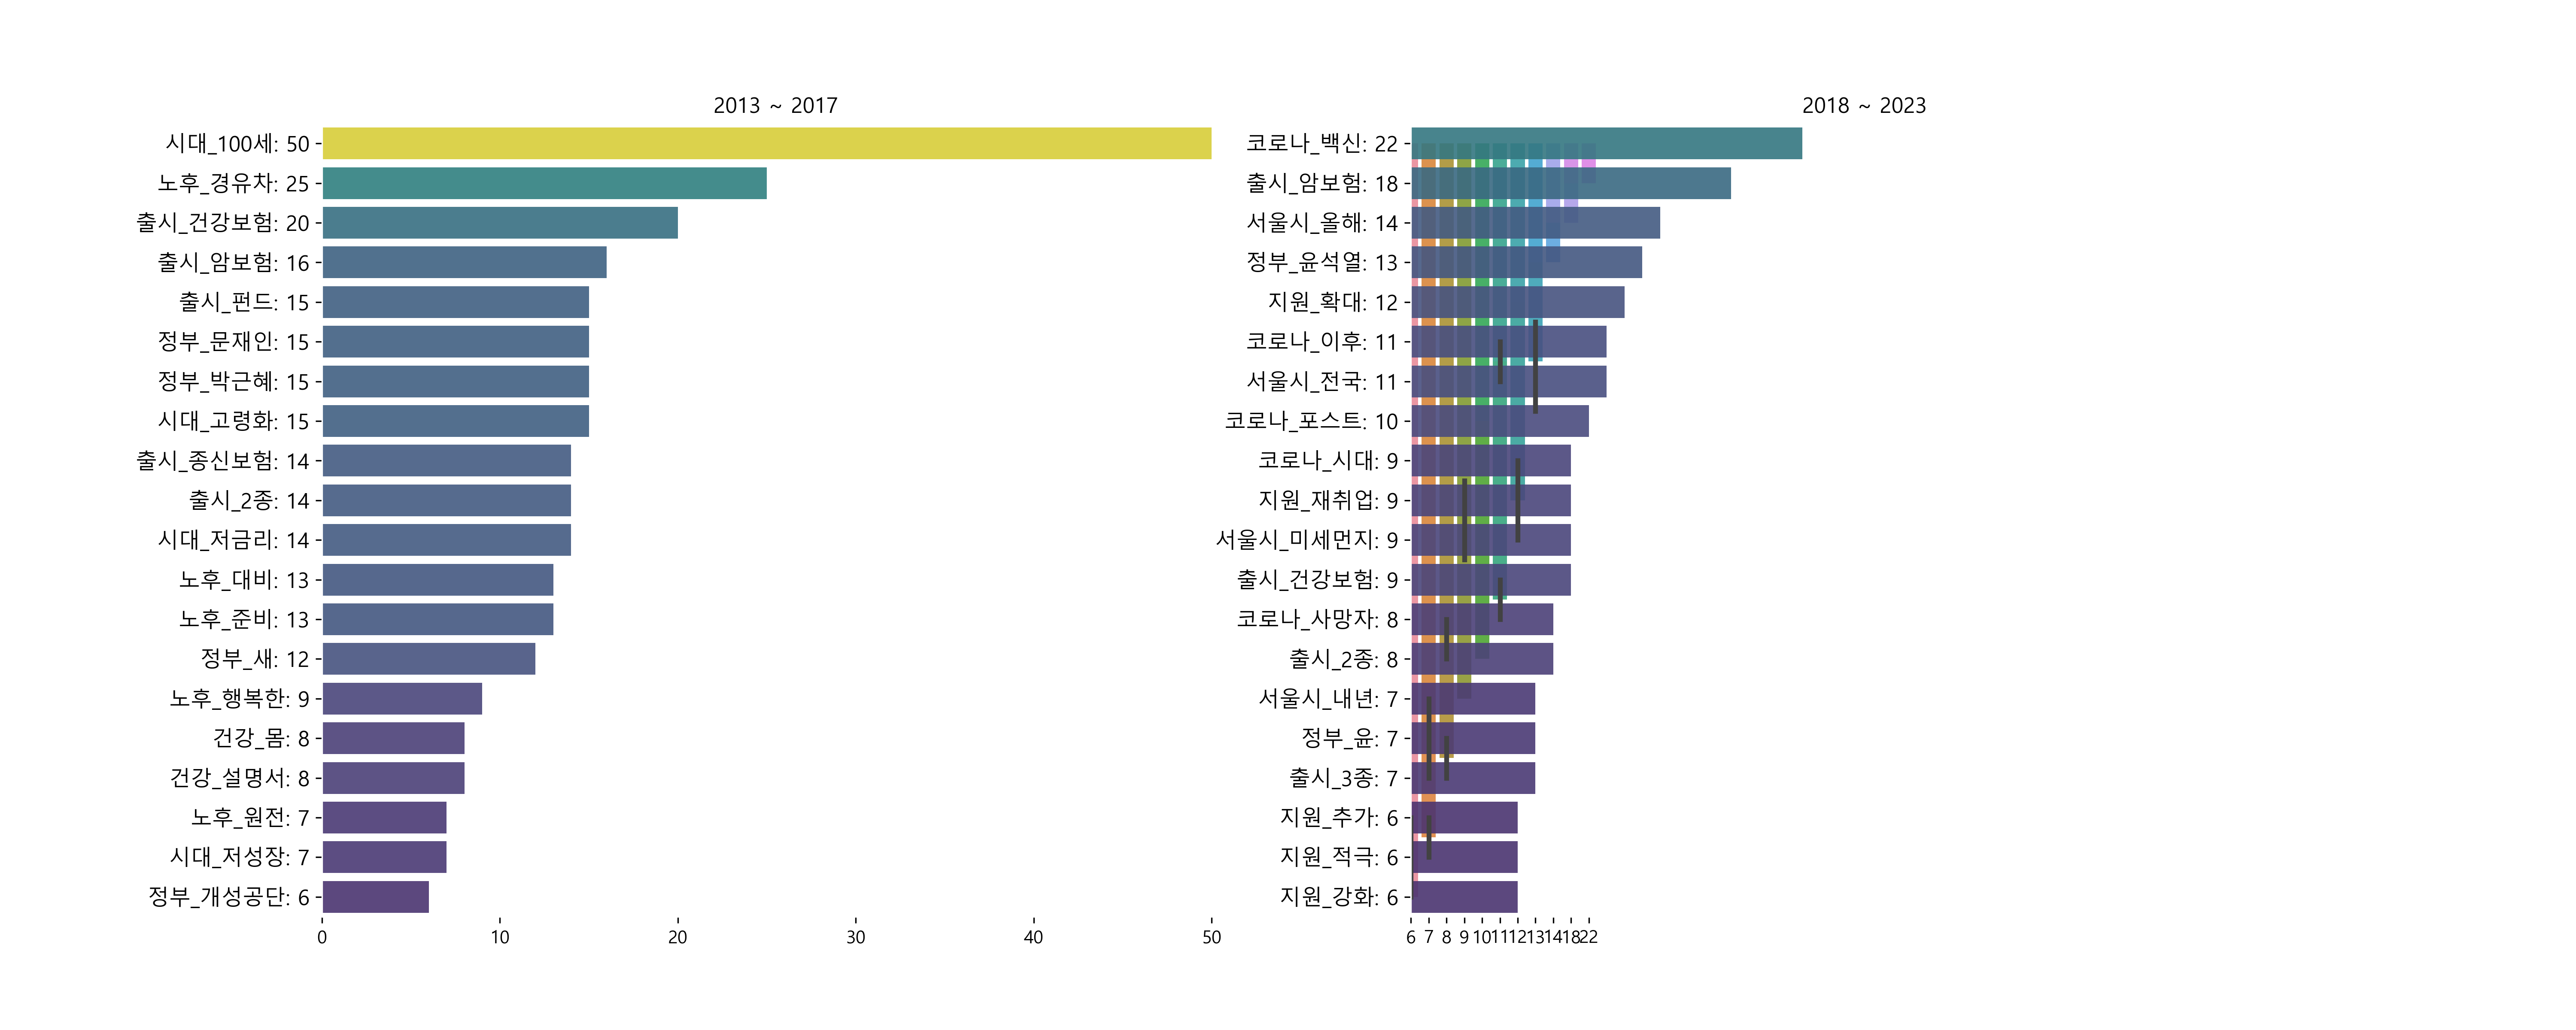 2013 ~ 2017
시대_100세: 50
노후_경유차: 25
출시_건강보험: 20
출시_암보험: 16
출시_펀드: 15
정부_문재인: 15
정부_박근혜: 15
시대_고령화: 15
출시_종신보험: 14
출시_2종: 14
시대_저금리: 14
노후_대비: 13
노후_준비: 13
정부_새: 12
노후_행복한: 9
건강_몸: 8
건강_설명서: 8
노후_원전: 7
시대_저성장: 7
정부_개성공단: 6
0 10 20 30 40 50
2018 ~ 2023
코로나_백신: 22
출시_암보험: 18
서울시_올해: 14
정부_윤석열: 13
지원_확대: 12
코로나_이후: 11
서울시_전국: 11
코로나_포스트: 10
코로나_시대: 9
지원_재취업: 9
서울시_미세먼지: 9
출시_건강보험: 9
코로나_사망자: 8
출시_2종: 8
서울시_내년: 7
정부_윤: 7
출시_3종: 7
지원_추가: 6
지원_적극: 6
지원_강화: 6
6 7 8 9 10 11 12 13 14 18 22